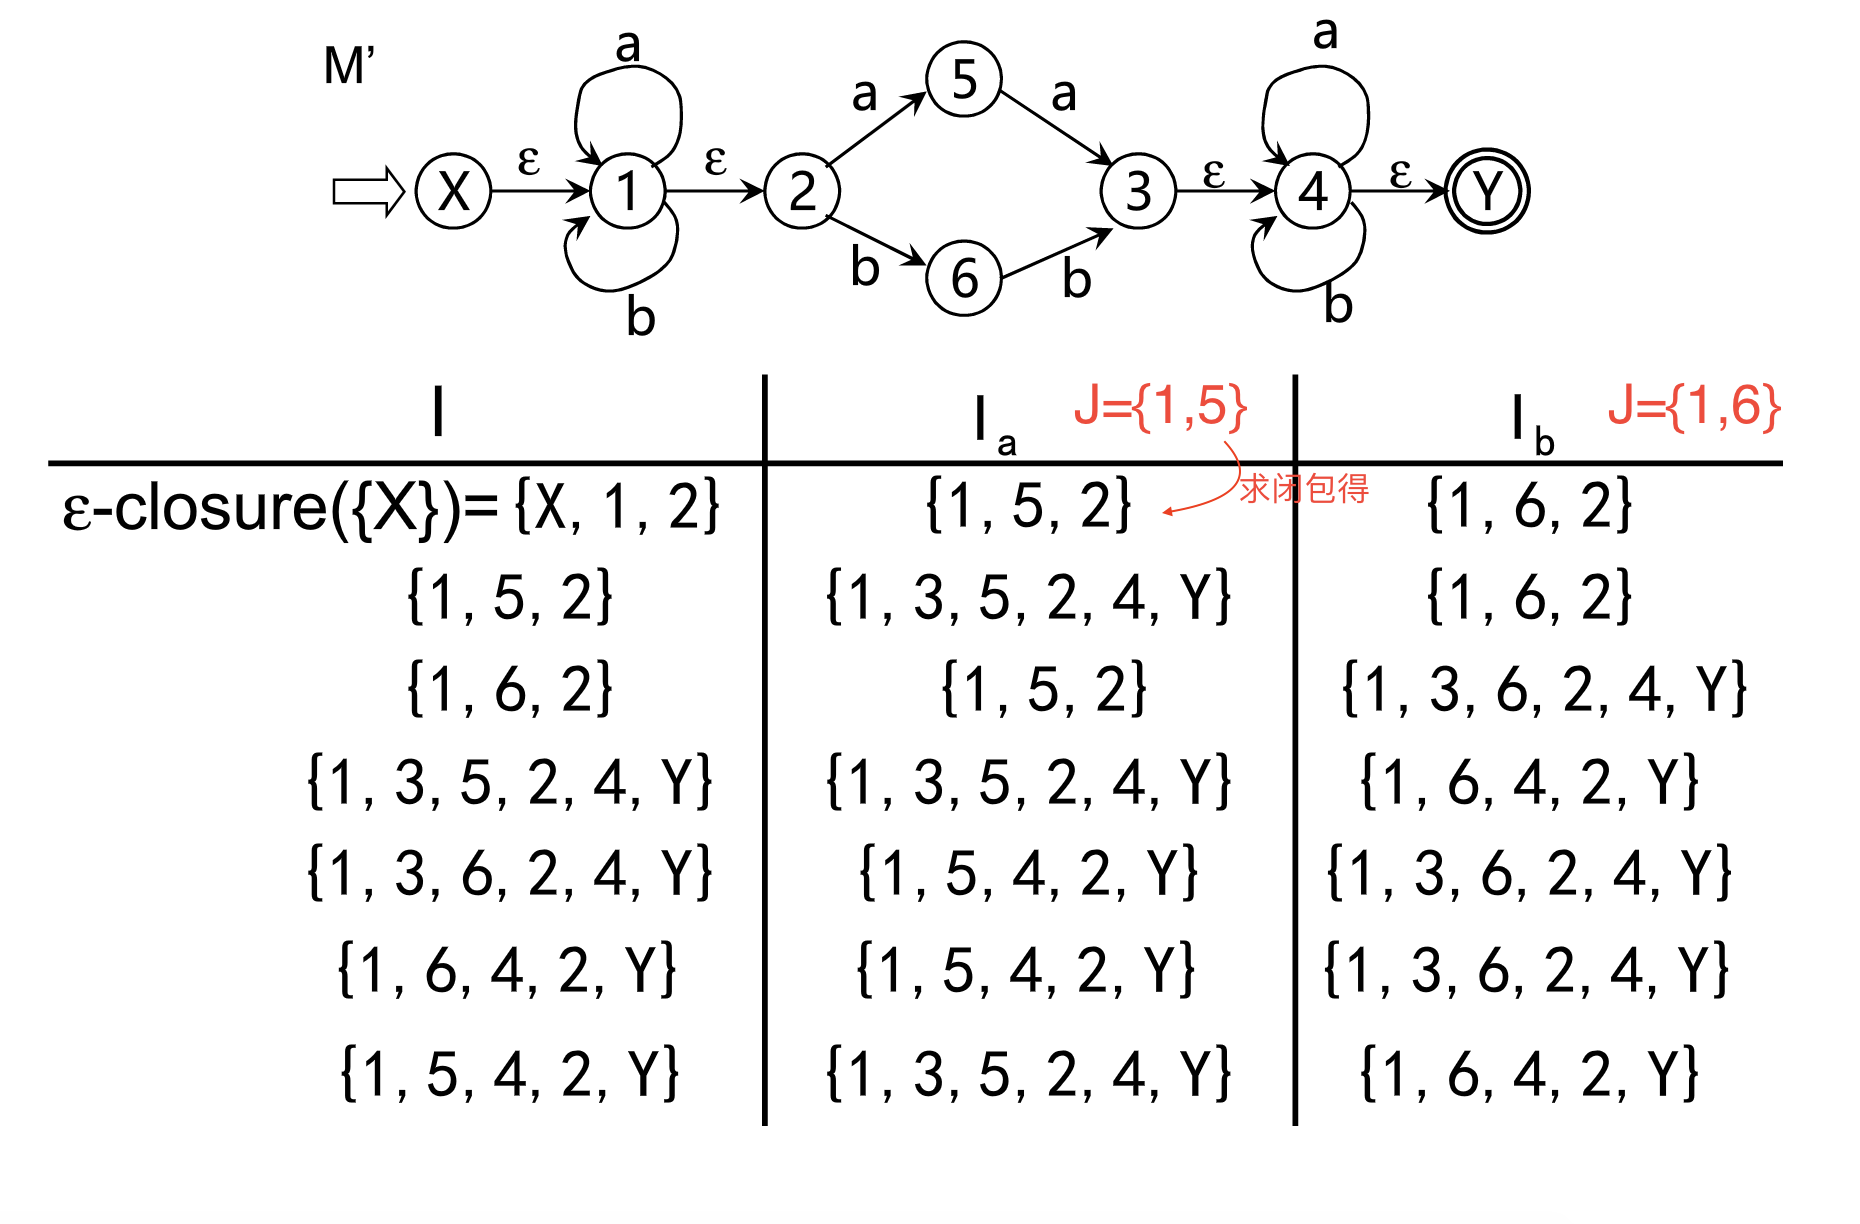 M’
a
a
5
a
a
X
ε
1
ε
2
3
ε
4
ε
Y
b
6
b
b
b
I
I a
J={1,5}
I b
J={1,6}
求闭包得
ε-closure({X})= {X, 1, 2}
{1, 5, 2}
{1, 6, 2}
{1, 5, 2}
{1, 3, 5, 2, 4, Y}
{1, 6, 2}
{1, 6, 2}
{1, 5, 2}
{1, 3, 6, 2, 4, Y}
{1, 3, 5, 2, 4, Y}
{1, 3, 5, 2, 4, Y}
{1, 6, 4, 2, Y}
{1, 3, 6, 2, 4, Y}
{1, 5, 4, 2, Y}
{1, 3, 6, 2, 4, Y}
{1, 6, 4, 2, Y}
{1, 5, 4, 2, Y}
{1, 3, 6, 2, 4, Y}
{1, 5, 4, 2, Y}
{1, 3, 5, 2, 4, Y}
{1, 6, 4, 2, Y}